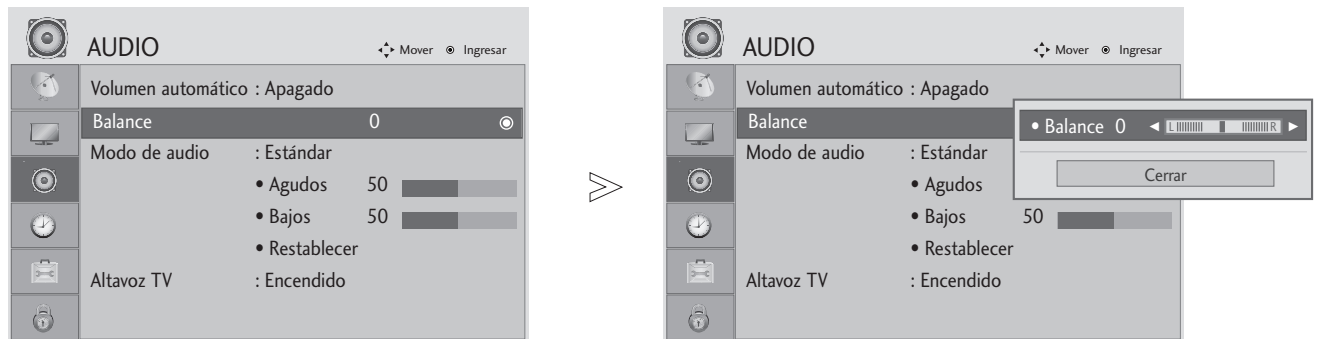 AUDIO
Mover Ingresar
Volumen automático : Apagado
Balance 0
Modo de audio : Estándar
• Agudos 50
• Bajos 50
• Restablecer
Altavoz TV : Encendido
AUDIO
Mover Ingresar
Volumen automático : Apagado
Balance
• Balance 0 ◄ L R ►
Modo de audio : Estándar
Cerrar
• Agudos
• Bajos 50
• Restablecer
Altavoz TV : Encendido